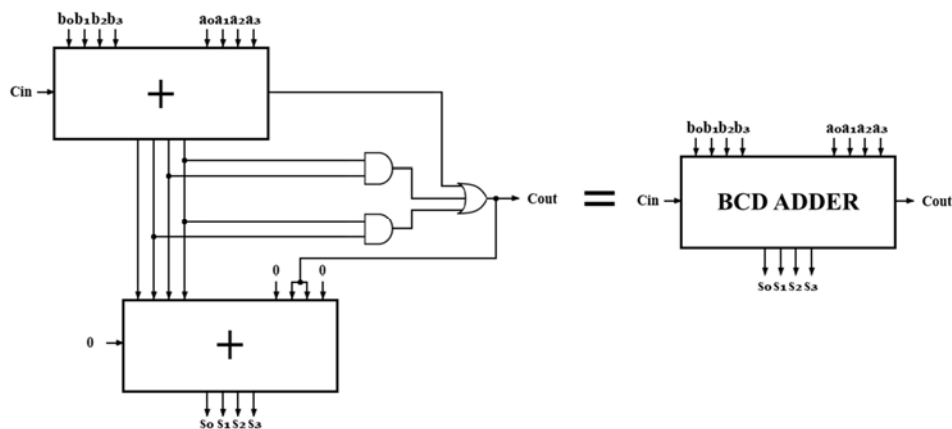 b₀b₁b₂b₃
a₀a₁a₂a₃
Cin
+
Cout
0
0
0
+
s₀ s₁ s₂ s₃
=
b₀b₁b₂b₃
a₀a₁a₂a₃
Cin
BCD ADDER
Cout
s₀ s₁ s₂ s₃